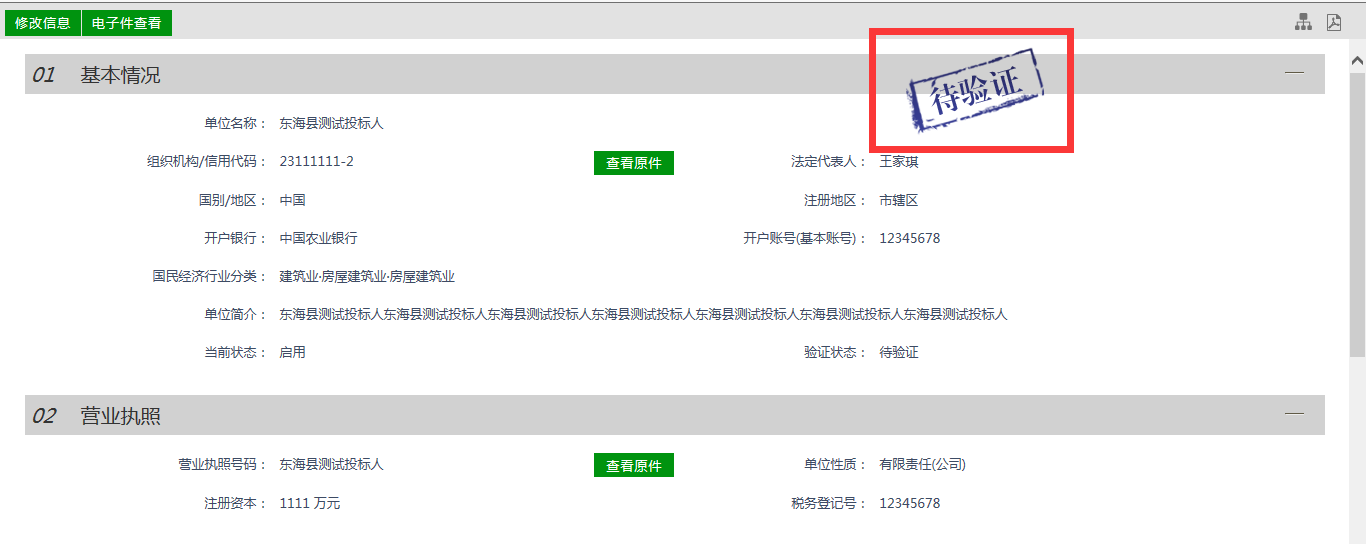 修改信息 电子件查看
01 基本情况
待验证
单位名称： 东海县测试投标人
组织机构/信用代码： 23111111-2 查看原件 法定代表人： 王家琪
国别/地区： 中国 注册地区： 市辖区
开户银行： 中国农业银行 开户账号(基本账号)： 12345678
国民经济行业分类： 建筑业·房屋建筑业·房屋建筑业
单位简介： 东海县测试投标人东海县测试投标人东海县测试投标人东海县测试投标人东海县测试投标人东海县测试投标人东海县测试投标人
当前状态： 启用 验证状态： 待验证
02 营业执照
营业执照号码： 东海县测试投标人 查看原件 单位性质： 有限责任(公司)
注册资本： 1111 万元 税务登记号： 12345678